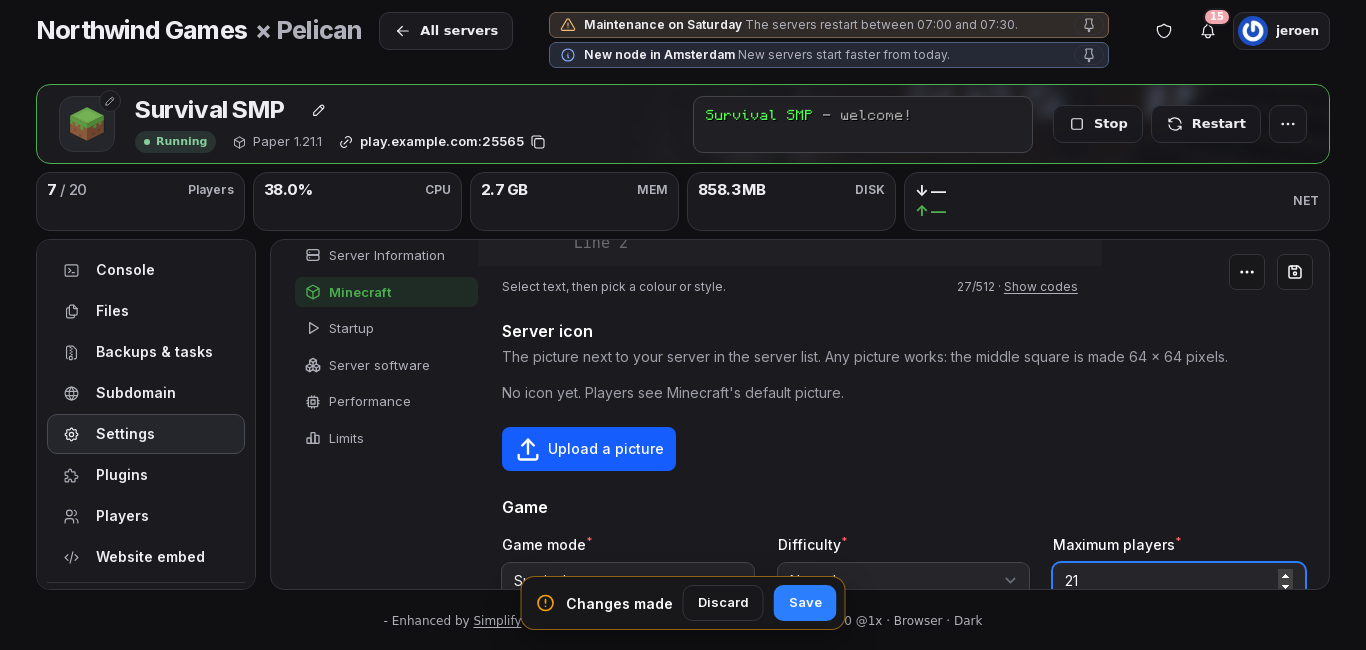 Northwind Games × Pelican
All servers
Maintenance on Saturday The servers restart between 07:00 and 07:30.
New node in Amsterdam New servers start faster from today.
15
jeroen
Survival SMP
Running
Paper 1.21.1
play.example.com:25565
Survival SMP – welcome!
Stop
Restart
7 / 20
Players
38.0%
CPU
2.7 GB
MEM
858.3 MB
DISK
↓ —
↑ —
NET
Console
Files
Backups & tasks
Subdomain
Settings
Plugins
Players
Website embed
Server Information
Minecraft
Startup
Server software
Performance
Limits
Line 2
Select text, then pick a colour or style.
27/512 · Show codes
Server icon
The picture next to your server in the server list. Any picture works: the middle square is made 64 × 64 pixels.
No icon yet. Players see Minecraft's default picture.
Upload a picture
Game
Game mode*
Difficulty*
Maximum players*
21
Changes made
Discard
Save
- Enhanced by Simplify
0 @1x · Browser · Dark